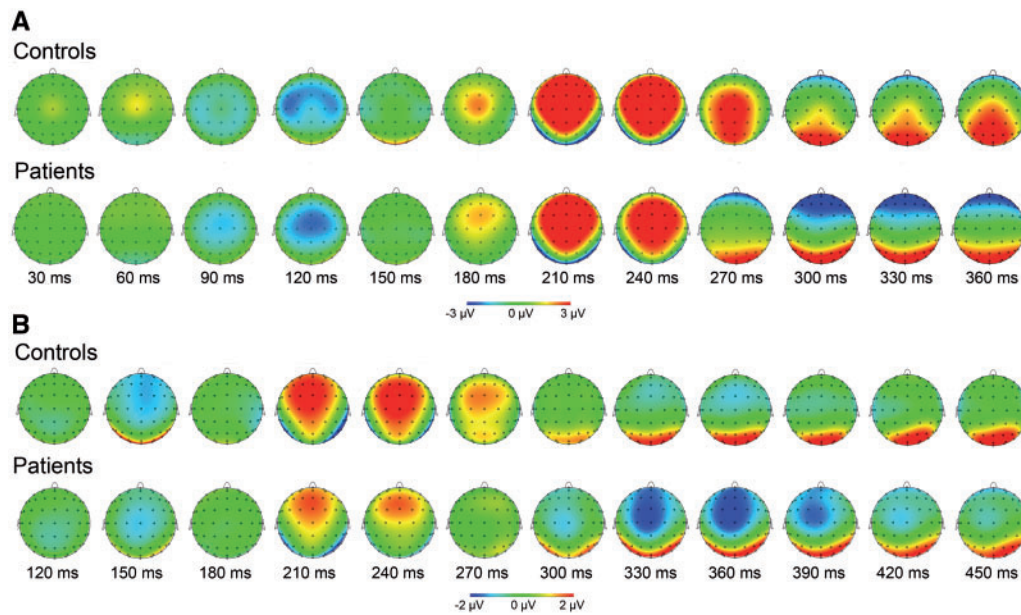 A
Controls
Patients
30 ms 60 ms 90 ms 120 ms 150 ms 180 ms 210 ms 240 ms 270 ms 300 ms 330 ms 360 ms
-3 µV 0 µV 3 µV
B
Controls
Patients
120 ms 150 ms 180 ms 210 ms 240 ms 270 ms 300 ms 330 ms 360 ms 390 ms 420 ms 450 ms
-2 µV 0 µV 2 µV